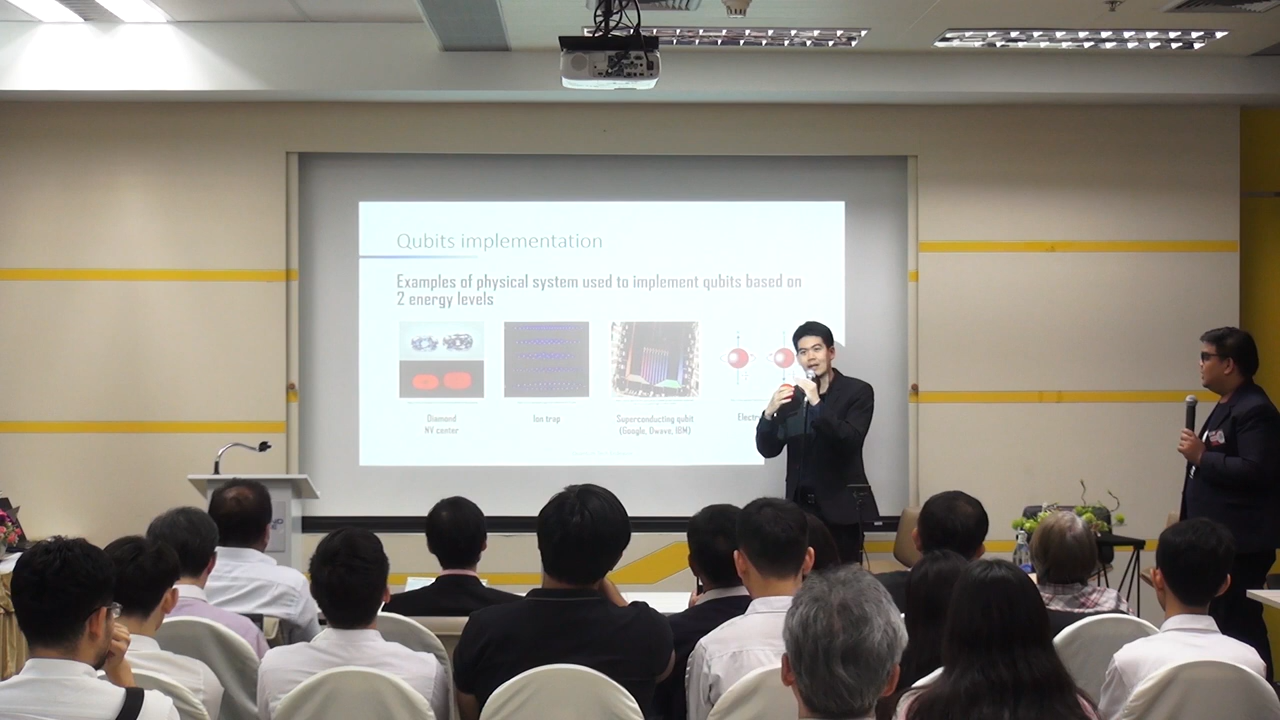 Qubits implementation
Examples of physical system used to implement qubits based on
2 energy levels
Diamond
NV center
Ion trap
Superconducting qubit
(Google, Dwave, IBM)